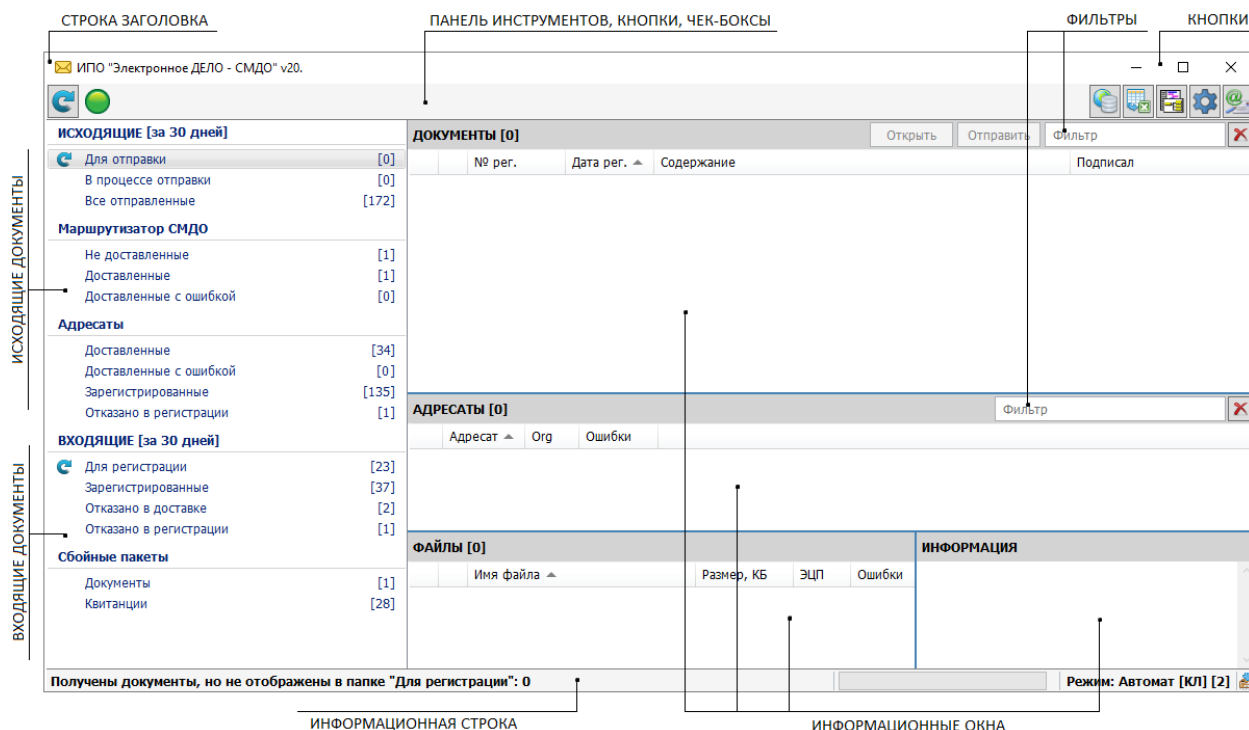 СТРОКА ЗАГОЛОВКА
ПАНЕЛЬ ИНСТРУМЕНТОВ, КНОПКИ, ЧЕК-БОКСЫ
ФИЛЬТРЫ
КНОПКИ
ИПО "Электронное ДЕЛО - СМДО" v20.
ИСХОДЯЩИЕ ДОКУМЕНТЫ
ИСХОДЯЩИЕ [за 30 дней]
Для отправки [0]
В процессе отправки [0]
Все отправленные [172]
Маршрутизатор СМДО
Не доставленные [1]
Доставленные [1]
Доставленные с ошибкой [0]
Адресаты
Доставленные [34]
Доставленные с ошибкой [0]
Зарегистрированные [135]
Отказано в регистрации [1]
ВХОДЯЩИЕ ДОКУМЕНТЫ
ВХОДЯЩИЕ [за 30 дней]
Для регистрации [23]
Зарегистрированные [37]
Отказано в доставке [2]
Отказано в регистрации [1]
Сбойные пакеты
Документы [1]
Квитанции [28]
ДОКУМЕНТЫ [0] Открыть Отправить Фильтр
№ рег. Дата рег. Содержание Подписал
АДРЕСАТЫ [0] Фильтр
Адресат Org Ошибки
ФАЙЛЫ [0]
Имя файла Размер, КБ ЭЦП Ошибки
ИНФОРМАЦИЯ
Получены документы, но не отображены в папке "Для регистрации": 0
Режим: Автомат [КЛ] [2]
ИНФОРМАЦИОННАЯ СТРОКА
ИНФОРМАЦИОННЫЕ ОКНА